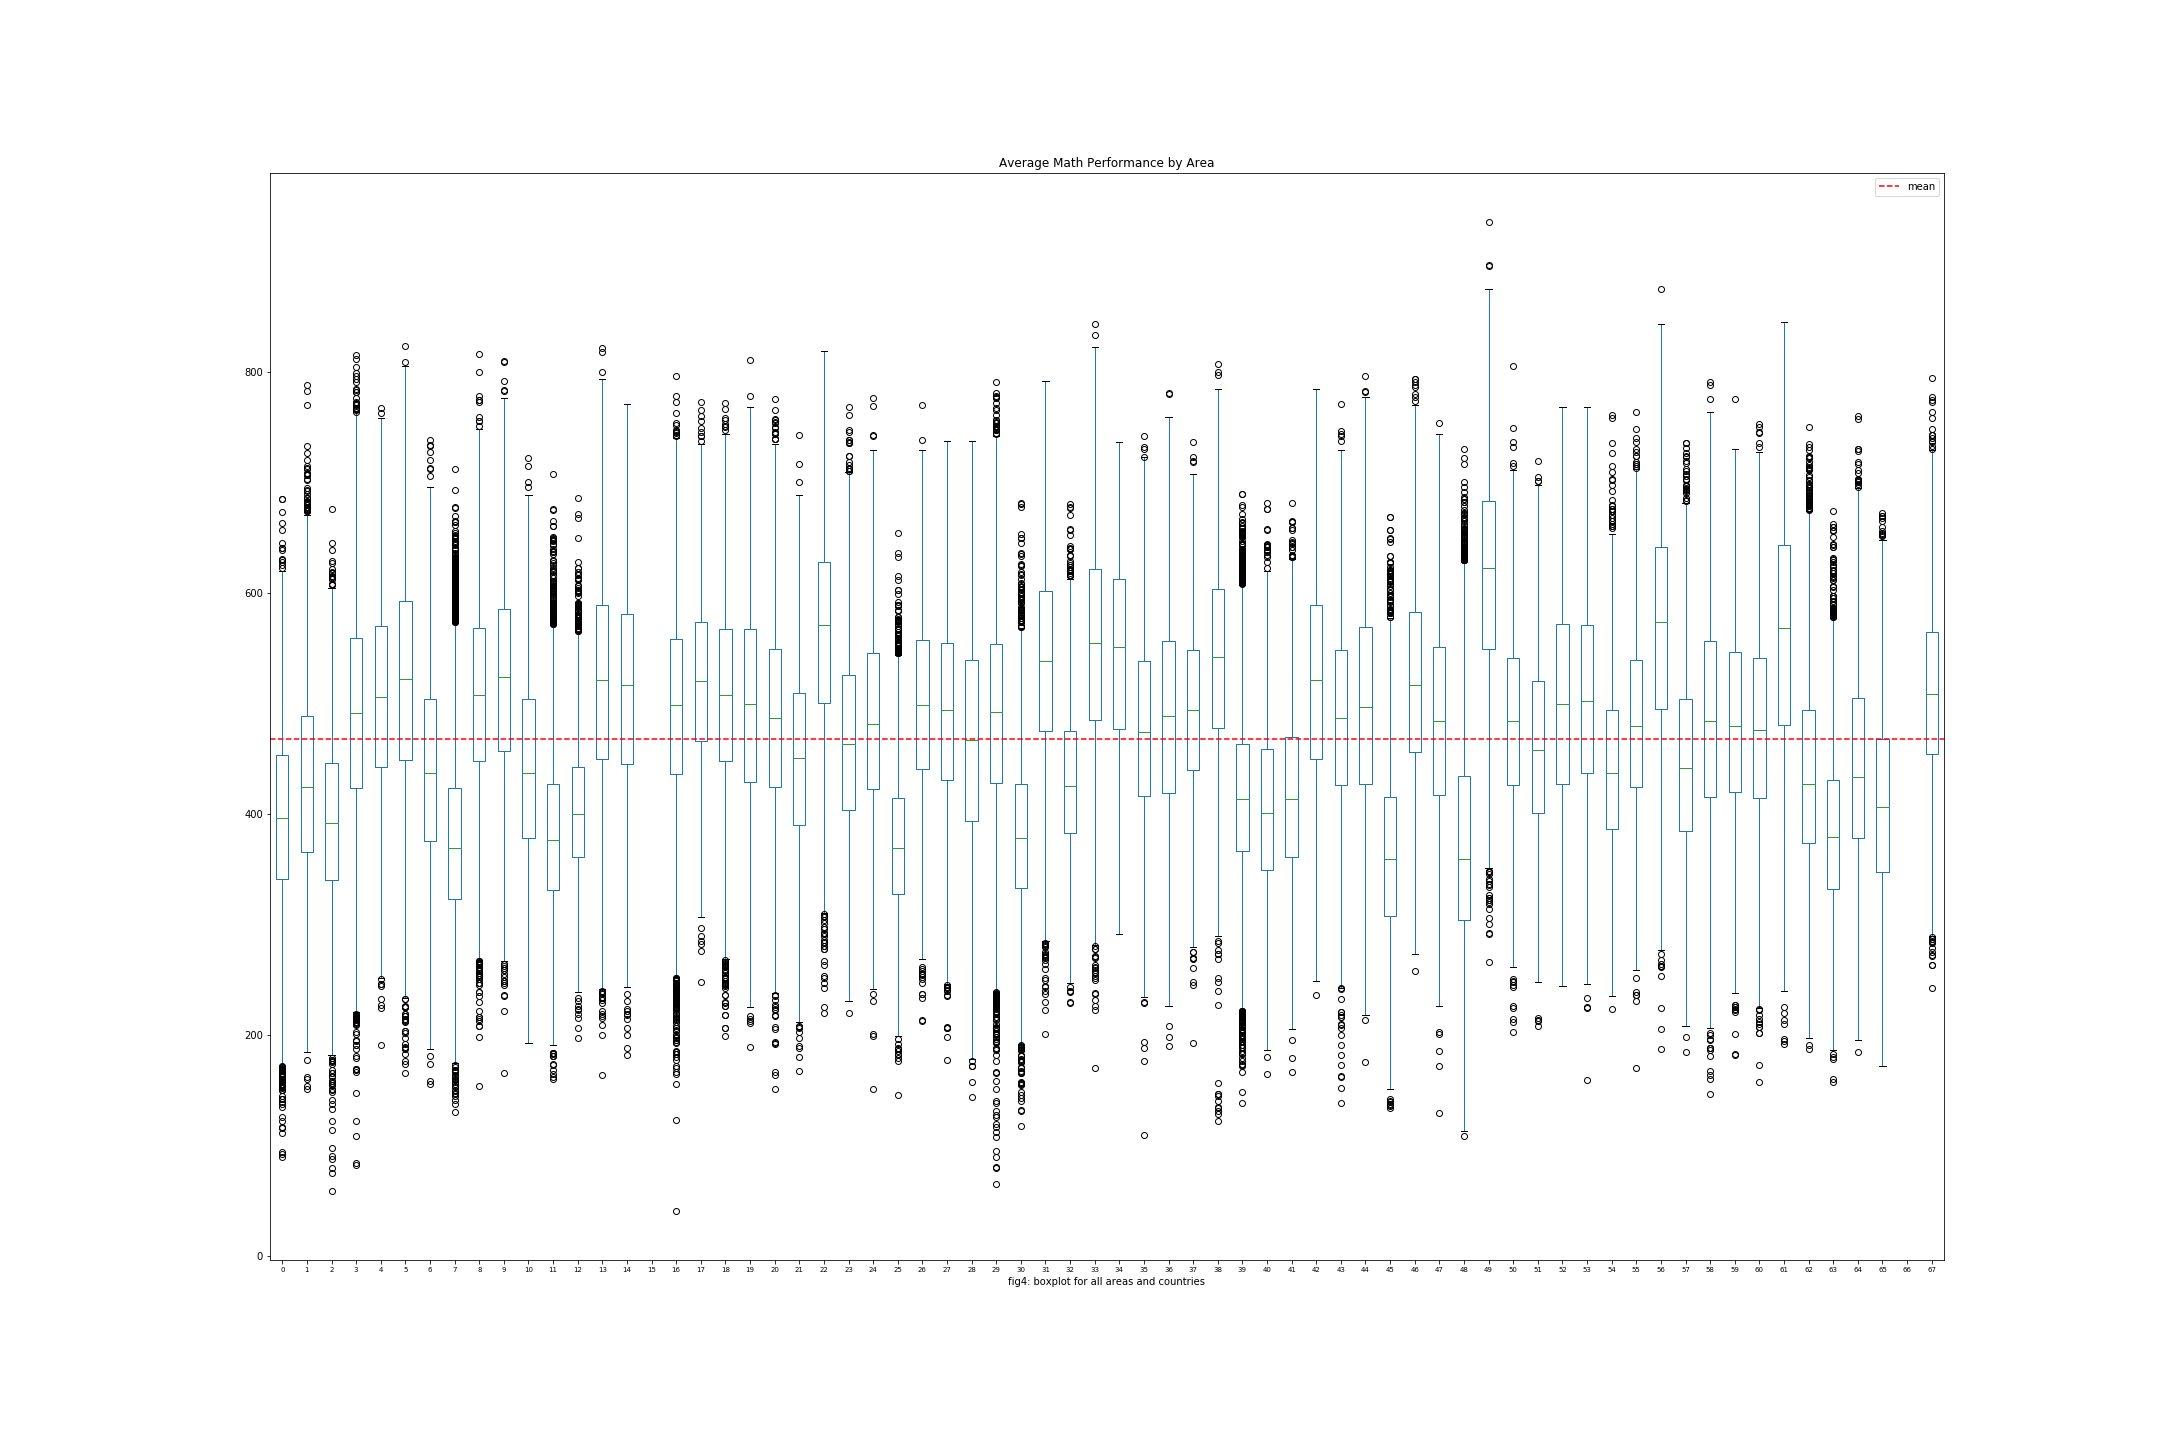 Average Math Performance by Area
mean
800
600
400
200
0
0 1 2 3 4 5 6 7 8 9 10 11 12 13 14 15 16 17 18 19 20 21 22 23 24 25 26 27 28 29 30 31 32 33 34 35 36 37 38 39 40 41 42 43 44 45 46 47 48 49 50 51 52 53 54 55 56 57 58 59 60 61 62 63 64 65 66 67
fig4: boxplot for all areas and countries